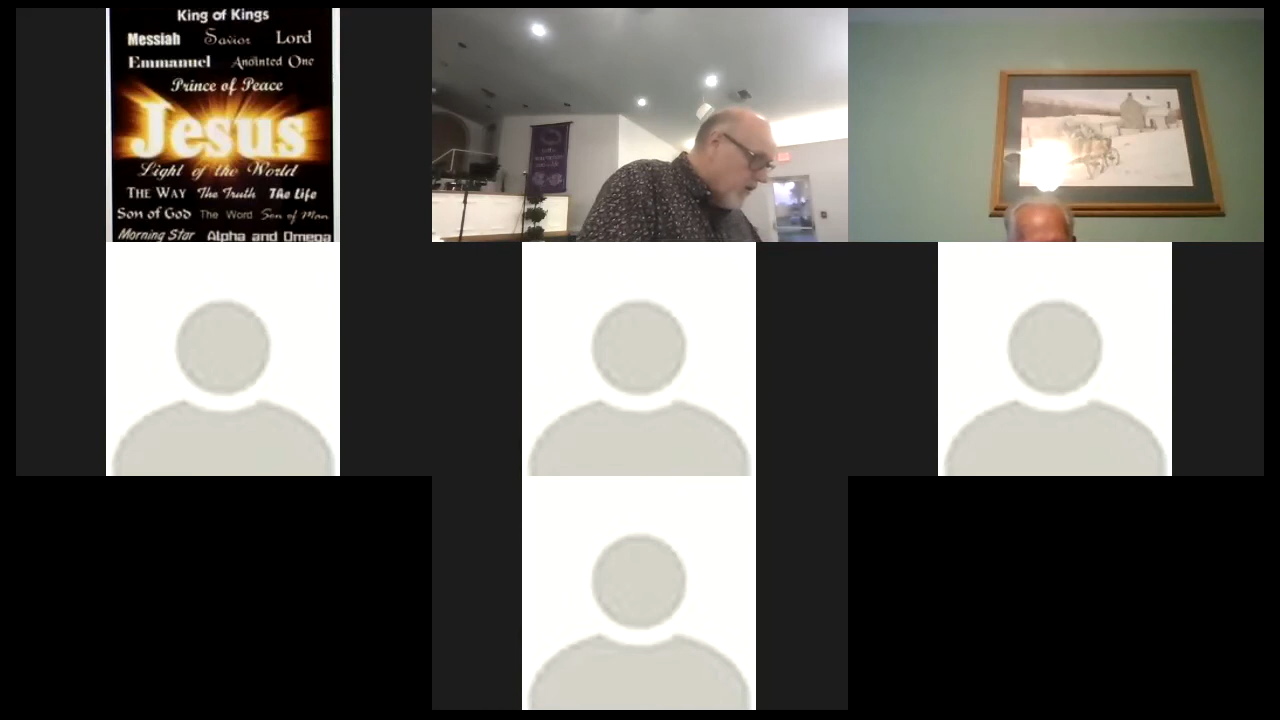 King of Kings
Messiah Savior Lord
Emmanuel Anointed One
Prince of Peace
Jesus
Light of the World
THE WAY The Truth The Life
Son of God The Word Son of Man
Morning Star Alpha and Omega